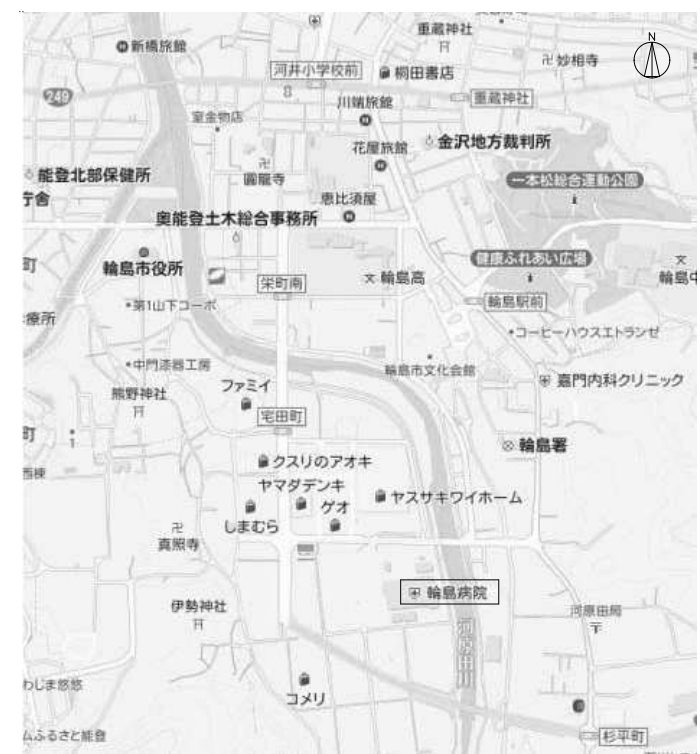 重蔵神社
N
新橋旅館
妙相寺
河井小学校前
桐田書店
249
川端旅館
重蔵神社
室金物店
金沢地方裁判所
花屋旅館
能登北部保健所
圓龍寺
一本松総合運動公園
庁舎
恵比須屋
奥能登土木総合事務所
町
輪島市役所
健康ふれあい広場
栄町南
輪島高
輪島中
輪島駅前
第1山下コーポ
療所
コーヒーハウスエトランゼ
中門漆器工房
輪島市文化会館
ファミイ
嘉門内科クリニック
熊野神社
宅田町
町
1
輪島署
西棟
クスリのアオキ
ヤマダデンキ
ヤスサキワイホーム
ゲオ
しまむら
真照寺
輪島病院
伊勢神社
河原田局
河原田川
わじま悠悠
コメリ
ムふるさと能登
杉平町